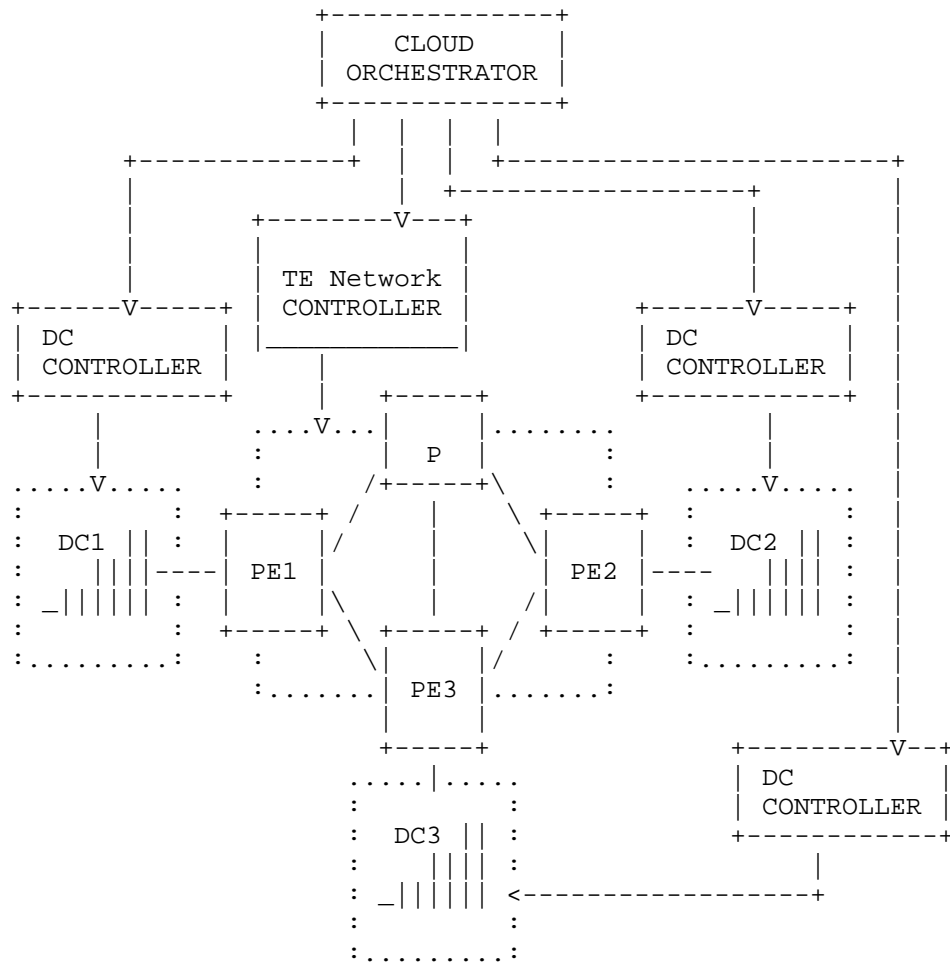 CLOUD
ORCHESTRATOR
TE Network
CONTROLLER
DC
CONTROLLER
DC
CONTROLLER
P
DC1
PE1
PE2
DC2
PE3
DC
CONTROLLER
DC3